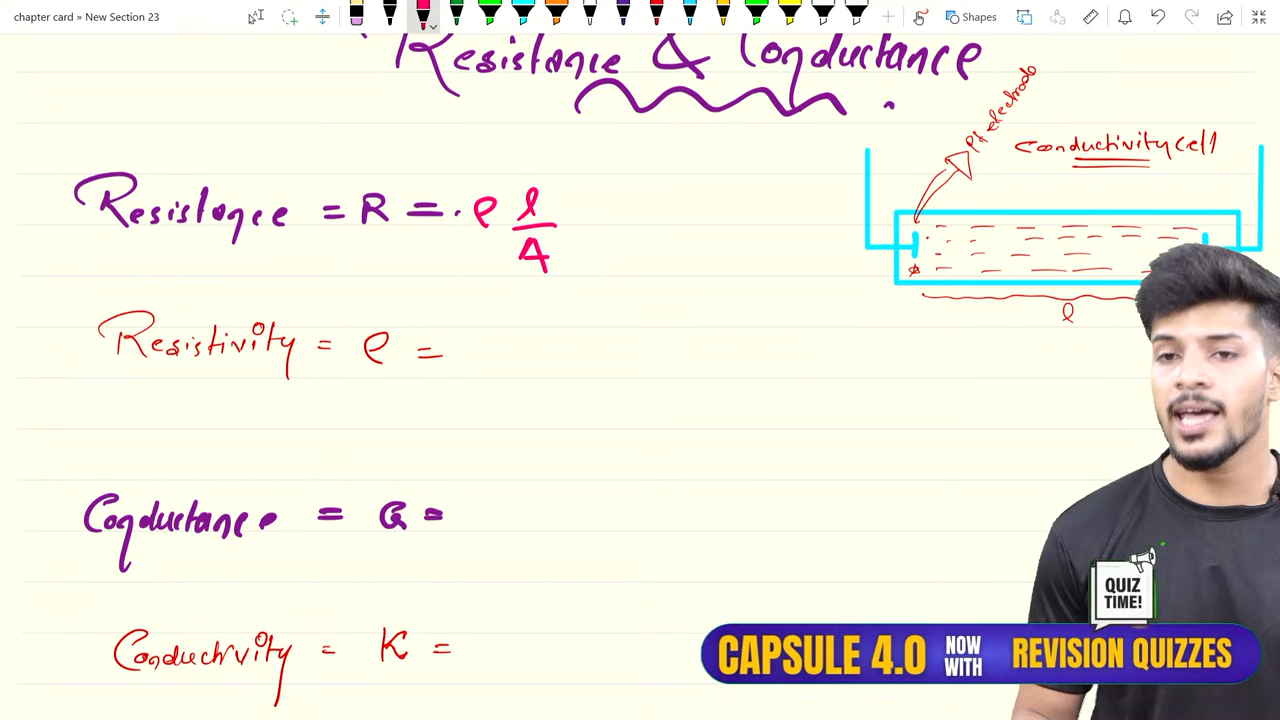 chapter card » New Section 23
Shapes
Resistance & Conductance
Pt electrode
Conductivity cell
Resistance = R = ρ l/A
l
Resistivity = ρ =
Conductance = G =
Conductivity = K =
QUIZ
TIME!
CAPSULE 4.0 NOW WITH REVISION QUIZZES